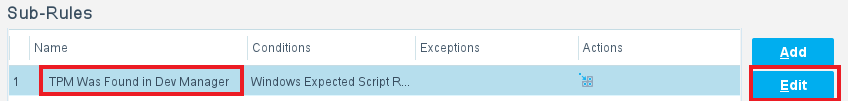 Sub-Rules
Name Conditions Exceptions Actions
Add
1 TPM Was Found in Dev Manager Windows Expected Script R...
Edit